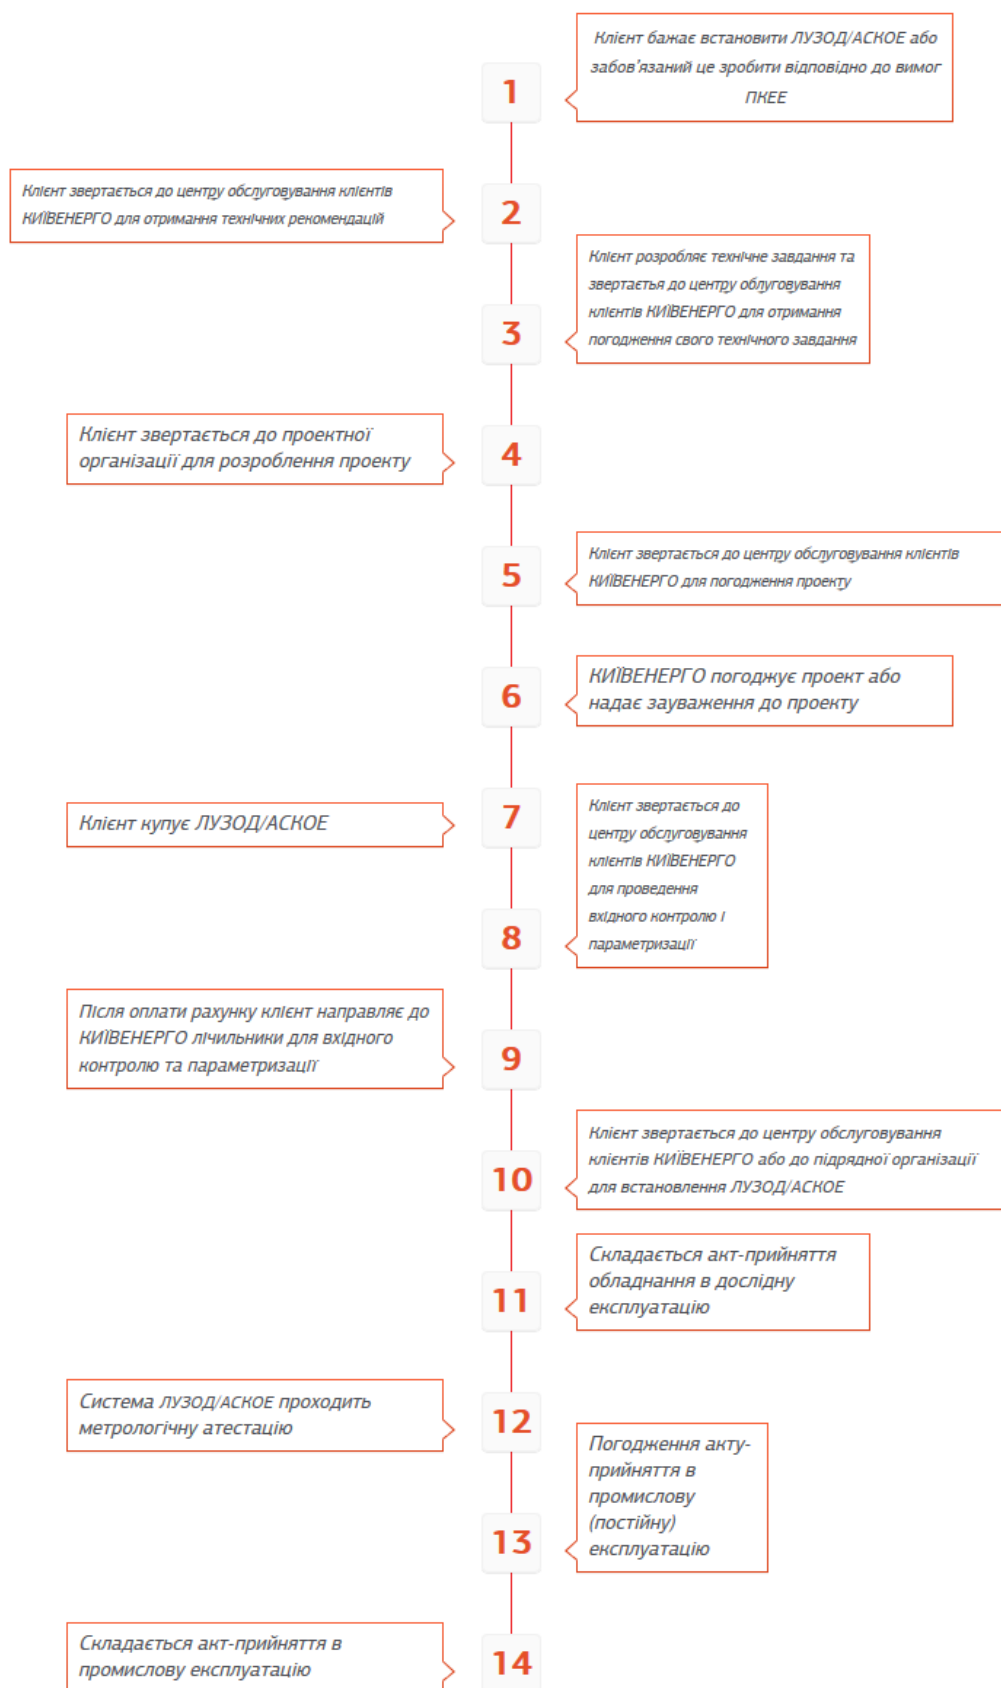 Клієнт бажає встановити ЛУЗОД/АСКОЕ або
забов'язаний це зробити відповідно до вимог
ПКЕЕ
1
Клієнт звертається до центру обслуговування клієнтів
КИЇВЕНЕРГО для отримання технічних рекомендацій
2
Клієнт розробляє технічне завдання та
звертаєтья до центру облуговування
клієнтів КИЇВЕНЕРГО для отримання
погодження свого технічного завдання
3
Клієнт звертається до проектної
організації для розроблення проекту
4
Клієнт звертається до центру обслуговування клієнтів
КИЇВЕНЕРГО для погодження проекту
5
КИЇВЕНЕРГО погоджує проект або
надає зауваження до проекту
6
Клієнт купує ЛУЗОД/АСКОЕ
7
Клієнт звертається до
центру обслуговування
клієнтів КИЇВЕНЕРГО
для проведення
вхідного контролю і
параметризації
8
Після оплати рахунку клієнт направляє до
КИЇВЕНЕРГО лічильники для вхідного
контролю та параметризації
9
Клієнт звертається до центру обслуговування
клієнтів КИЇВЕНЕРГО або до підрядної організації
для встановлення ЛУЗОД/АСКОЕ
10
Складається акт-прийняття
обладнання в дослідну
експлуатацію
11
Система ЛУЗОД/АСКОЕ проходить
метрологічну атестацію
12
Погодження акту-
прийняття в
промислову
(постійну)
експлуатацію
13
Складається акт-прийняття в
промислову експлуатацію
14